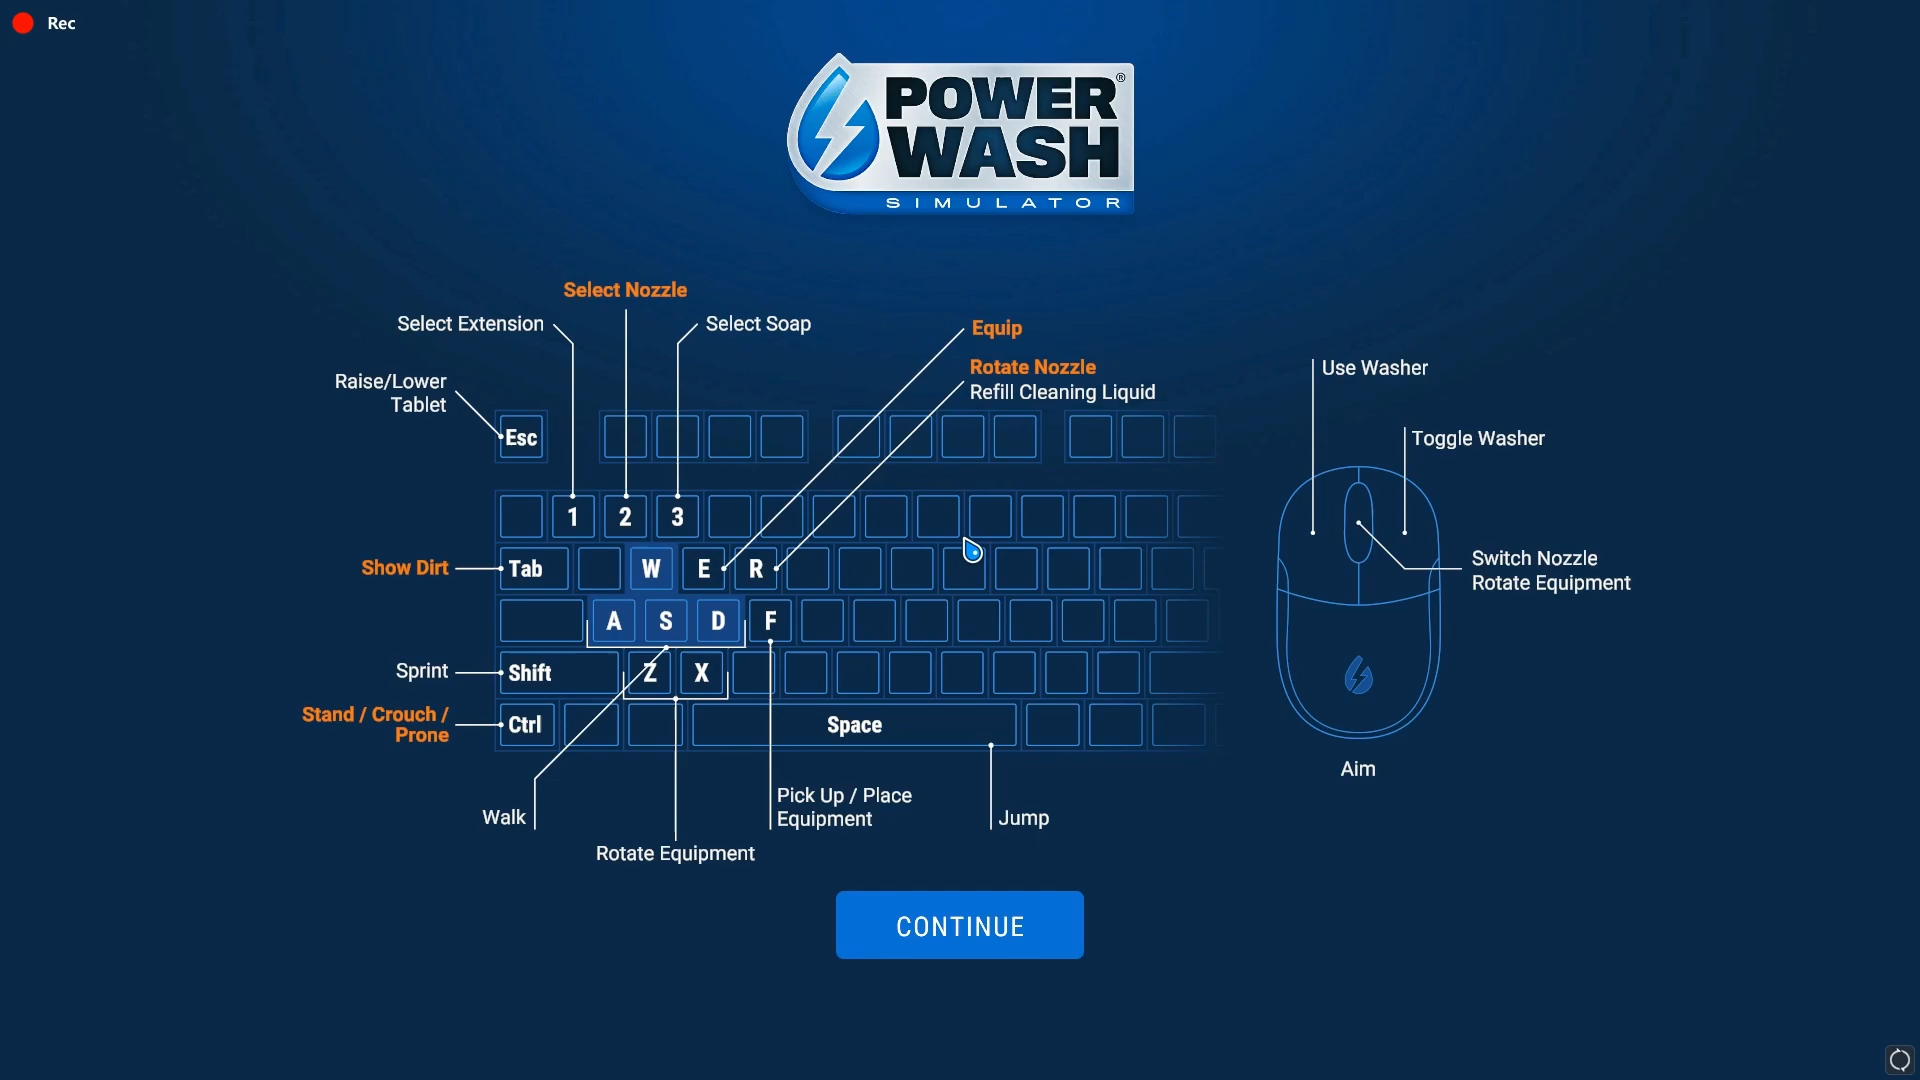 Rec
POWER®
WASH
SIMULATOR
Select Nozzle
Select Extension
Select Soap
Equip
Rotate Nozzle
Refill Cleaning Liquid
Raise/Lower
Tablet
Use Washer
Toggle Washer
Esc
1 2 3
Show Dirt
Tab W E R
Switch Nozzle
Rotate Equipment
A S D F
Sprint
Shift Z X
Stand / Crouch /
Prone
Ctrl Space
Aim
Walk
Pick Up / Place
Equipment
Jump
Rotate Equipment
CONTINUE